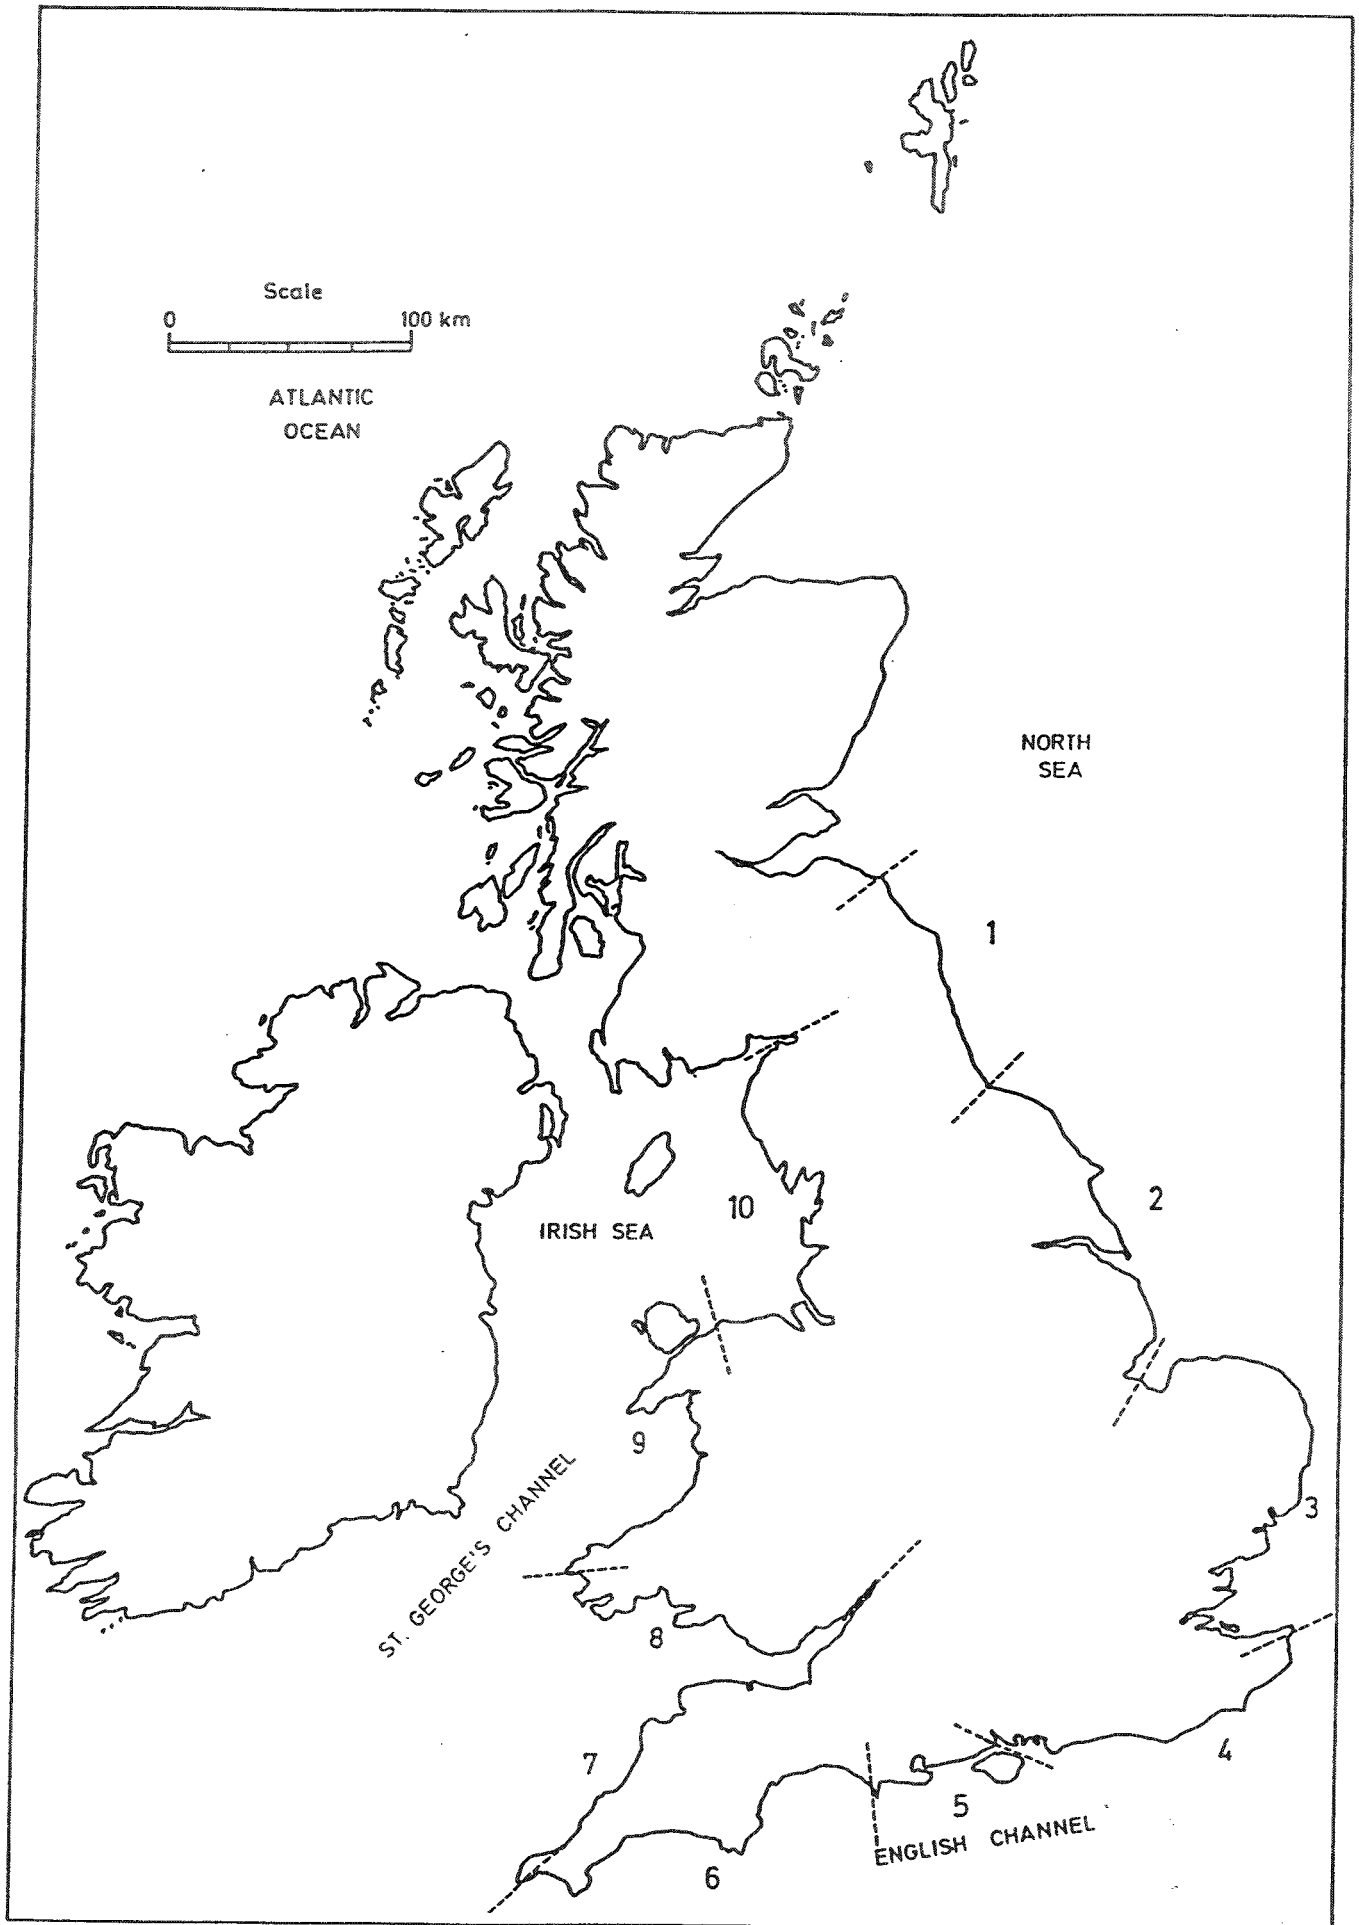 Scale
0 100 km
ATLANTIC
OCEAN
NORTH
SEA
1
2
10
IRISH SEA
9
3
ST. GEORGE'S CHANNEL
8
4
7
5
ENGLISH CHANNEL
6